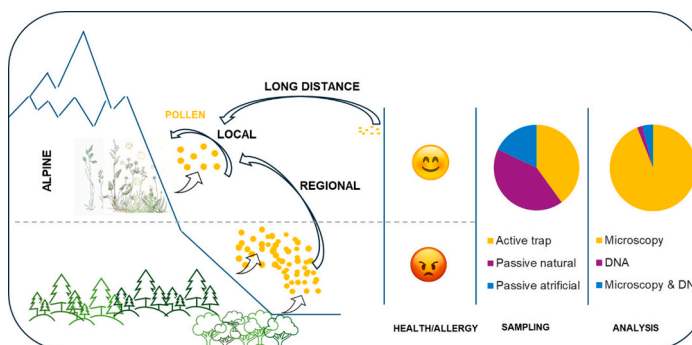 LONG DISTANCE
POLLEN
LOCAL
ALPINE
REGIONAL
Active trap
Passive natural
Passive atrificial
Microscopy
DNA
Microscopy & DN
HEALTH/ALLERGY
SAMPLING
ANALYSIS